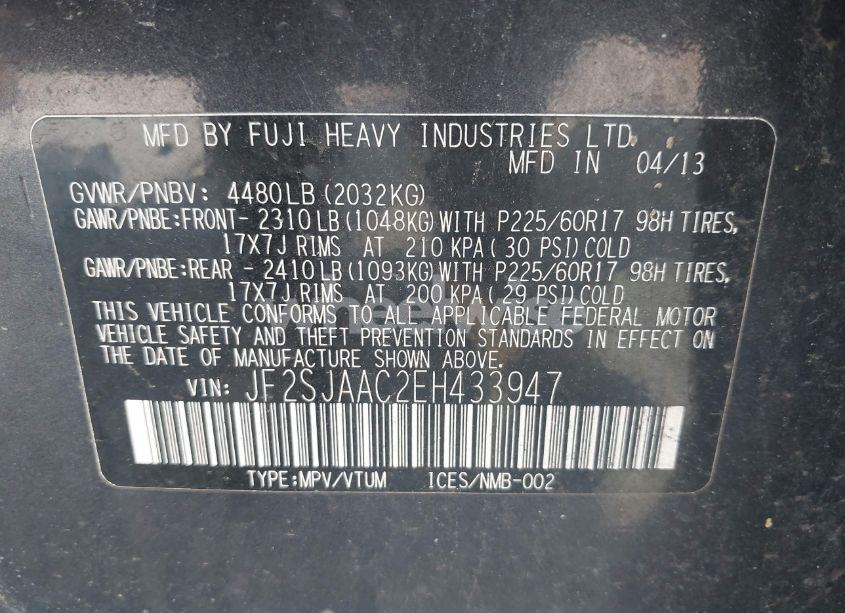 MFD BY FUJI HEAVY INDUSTRIES LTD.
MFD IN 04/13
GVWR/PNBV: 4480LB (2032KG)
GAWR/PNBE:FRONT- 2310LB (1048KG) WITH P225/60R17 98H TIRES,
17X7J RIMS AT 210 KPA ( 30 PSI) COLD
GAWR/PNBE:REAR - 2410LB (1093KG) WITH P225/60R17 98H TIRES,
17X7J RIMS AT 200 KPA ( 29 PSI) COLD
THIS VEHICLE CONFORMS TO ALL APPLICABLE FEDERAL MOTOR
VEHICLE SAFETY AND THEFT PREVENTION STANDARDS IN EFFECT ON
THE DATE OF MANUFACTURE SHOWN ABOVE.
VIN: JF2SJAAC2EH433947
TYPE:MPV/VTUM ICES/NMB-002